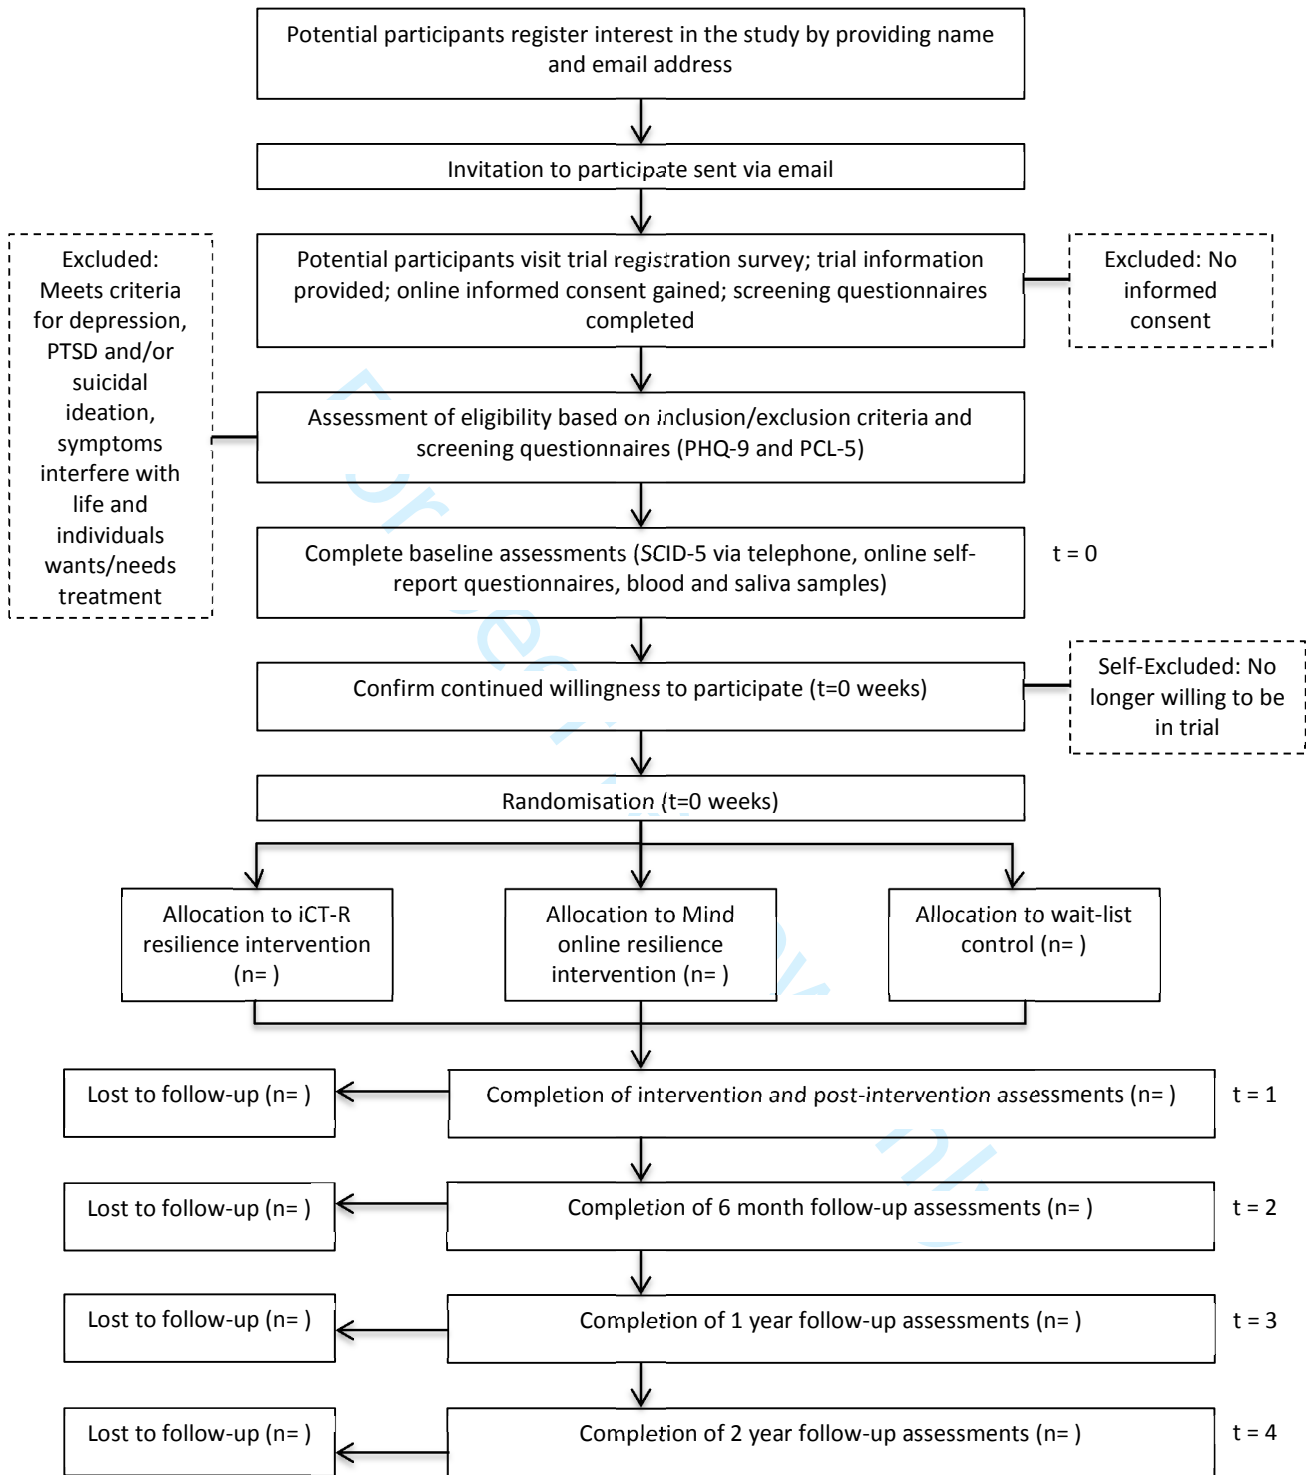 Potential participants register interest in the study by providing name
and email address
Invitation to participate sent via email
Excluded:
Meets criteria
for depression,
PTSD and/or
suicidal
ideation,
symptoms
interfere with
life and
individuals
wants/needs
treatment
Potential participants visit trial registration survey; trial information
provided; online informed consent gained; screening questionnaires
completed
Excluded: No
informed
consent
Assessment of eligibility based on inclusion/exclusion criteria and
screening questionnaires (PHQ-9 and PCL-5)
Complete baseline assessments (SCID-5 via telephone, online self-
report questionnaires, blood and saliva samples)
t = 0
Confirm continued willingness to participate (t=0 weeks)
Self-Excluded: No
longer willing to be
in trial
Randomisation (t=0 weeks)
Allocation to iCT-R
resilience intervention
(n= )
Allocation to Mind
online resilience
intervention (n= )
Allocation to wait-list
control (n= )
Lost to follow-up (n= )
Completion of intervention and post-intervention assessments (n= )
t = 1
Lost to follow-up (n= )
Completion of 6 month follow-up assessments (n= )
t = 2
Lost to follow-up (n= )
Completion of 1 year follow-up assessments (n= )
t = 3
Lost to follow-up (n= )
Completion of 2 year follow-up assessments (n= )
t = 4